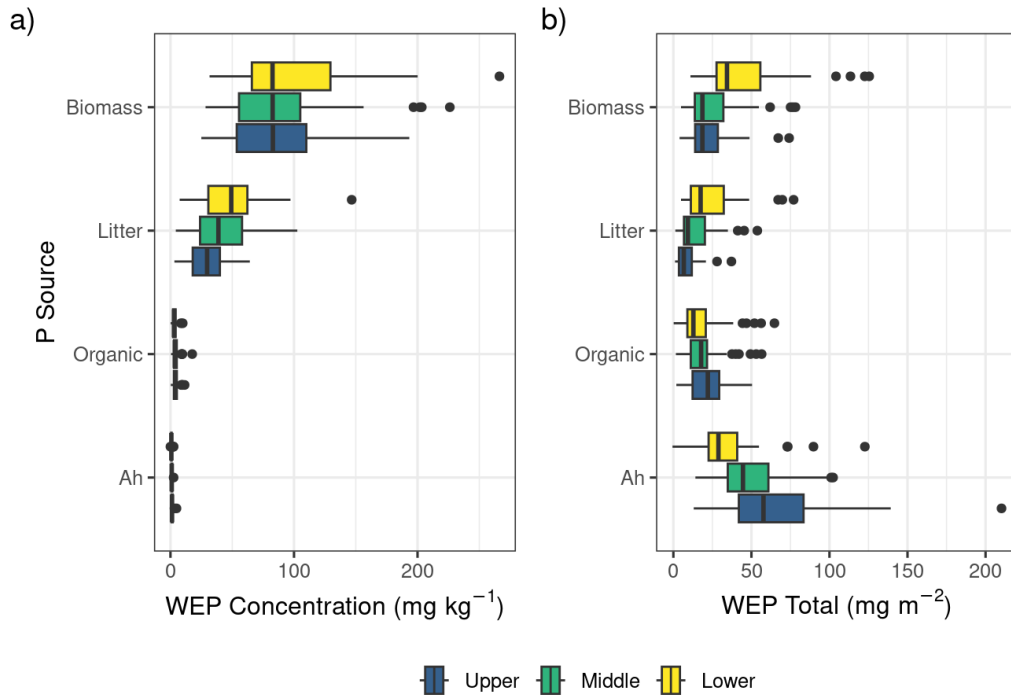 a)
b)
P Source
Biomass
Litter
Organic
Ah
0
100
200
WEP Concentration (mg kg⁻¹)
Biomass
Litter
Organic
Ah
0
50
100
150
200
WEP Total (mg m⁻²)
Upper
Middle
Lower